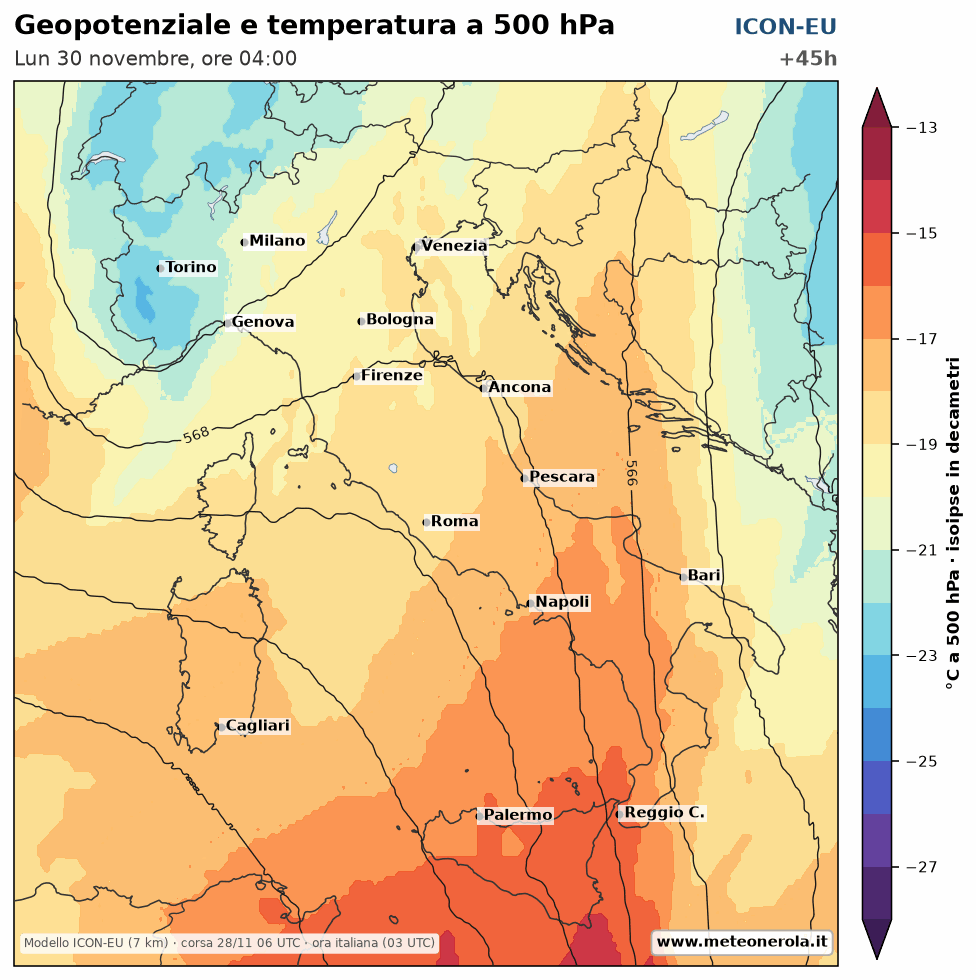 Geopotenziale e temperatura a 500 hPa
ICON-EU
Lun 30 novembre, ore 04:00
+45h
−13
−15
−17
−19
−21
−23
−25
−27
°C a 500 hPa · isoipse in decametri
Milano
Venezia
Torino
Genova
Bologna
Firenze
Ancona
568
566
Pescara
Roma
Bari
Napoli
Cagliari
Palermo
Reggio C.
Modello ICON-EU (7 km) · corsa 28/11 06 UTC · ora italiana (03 UTC)
www.meteonerola.it